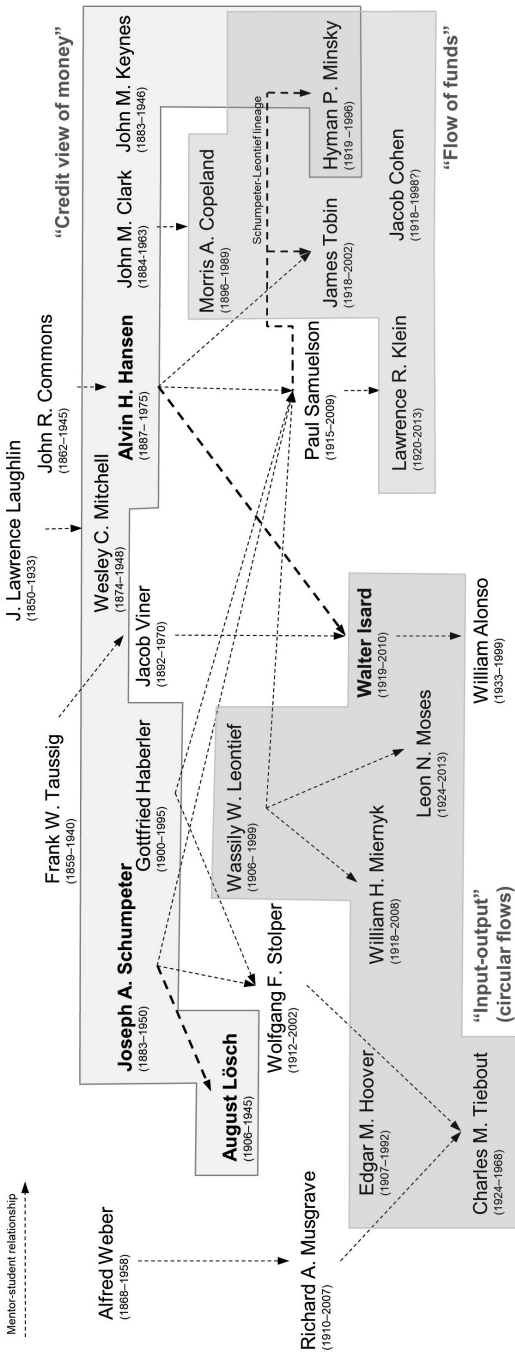 Mentor-student relationship
J. Lawrence Laughlin
(1850–1933)
John R. Commons
(1862–1945)
Frank W. Taussig
(1859–1940)
“Credit view of money”
Alfred Weber
(1868–1958)
Joseph A. Schumpeter
(1883–1950)
Gottfried Haberler
(1900–1995)
Jacob Viner
(1892–1970)
Wesley C. Mitchell
(1874–1948)
Alvin H. Hansen
(1887– 1975)
John M. Clark
(1884-1963)
John M. Keynes
(1883-1946)
August Lösch
(1906-1945)
Wassily W. Leontief
(1906– 1999)
Morris A. Copeland
(1896–1989)
Wolfgang F. Stolper
(1912–2002)
Schumpeter-Leontief lineage
Richard A. Musgrave
(1910–2007)
Paul Samuelson
(1915–2009)
James Tobin
(1918–2002)
Hyman P. Minsky
(1919 –1996)
Edgar M. Hoover
(1907–1992)
William H. Miernyk
(1918–2008)
Leon N. Moses
(1924–2013)
Walter Isard
(1919–2010)
Lawrence R. Klein
(1920-2013)
Jacob Cohen
(1918-1998?)
“Flow of funds”
Charles M. Tiebout
(1924–1968)
“Input-output”
(circular flows)
William Alonso
(1933–1999)